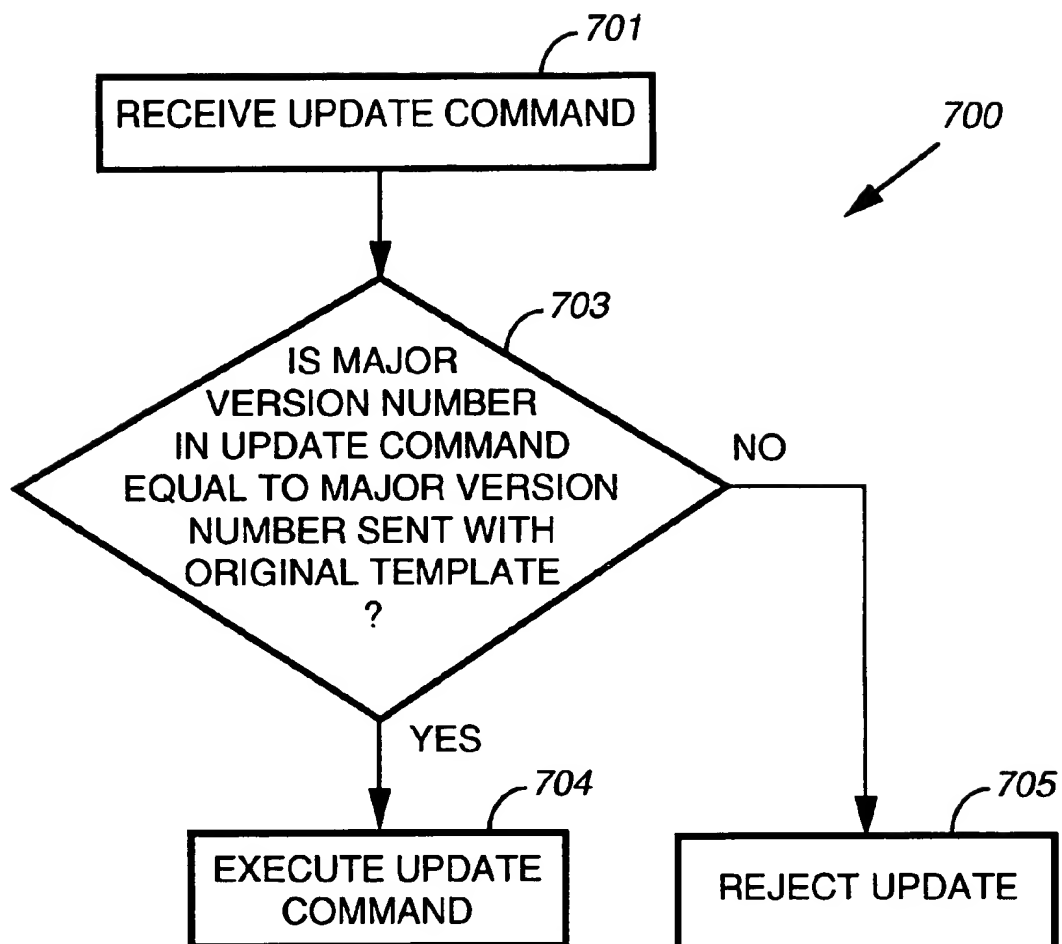 701
RECEIVE UPDATE COMMAND
700
703
IS MAJOR
VERSION NUMBER
IN UPDATE COMMAND
EQUAL TO MAJOR VERSION
NUMBER SENT WITH
ORIGINAL TEMPLATE
?
NO
YES
704
EXECUTE UPDATE
COMMAND
705
REJECT UPDATE